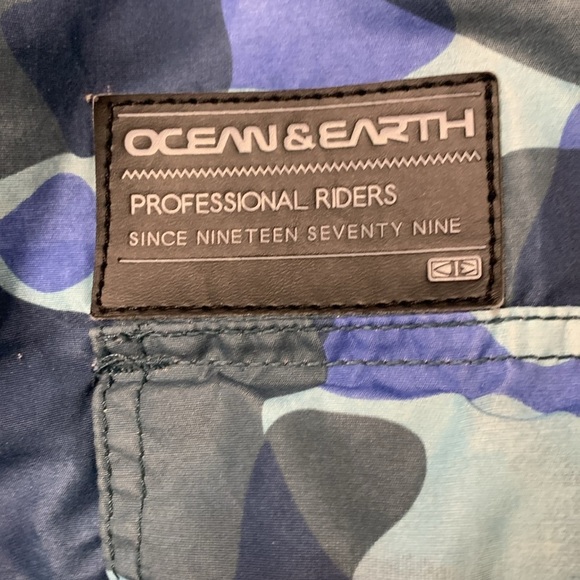 OCEAN & EARTH
PROFESSIONAL RIDERS
SINCE NINETEEN SEVENTY NINE